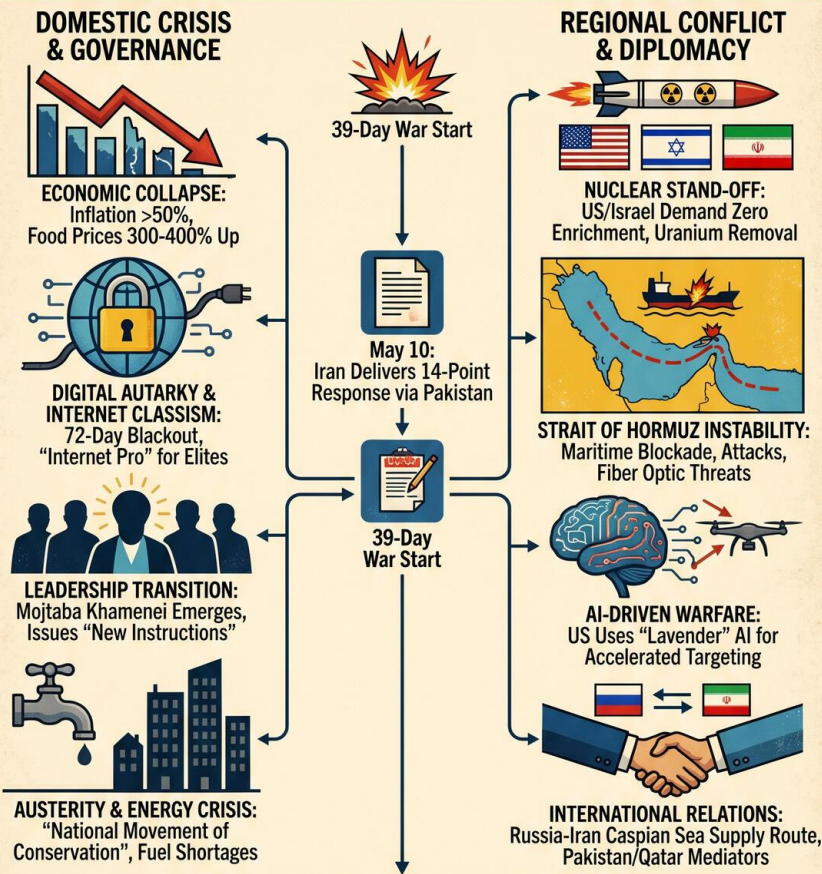 DOMESTIC CRISIS
& GOVERNANCE
ECONOMIC COLLAPSE:
Inflation >50%,
Food Prices 300-400% Up
DIGITAL AUTARKY &
INTERNET CLASSISM:
72-Day Blackout,
"Internet Pro" for Elites
LEADERSHIP TRANSITION:
Mojtaba Khamenei Emerges,
Issues "New Instructions"
AUSTERITY & ENERGY CRISIS:
"National Movement of
Conservation", Fuel Shortages
39-Day War Start
May 10:
Iran Delivers 14-Point
Response via Pakistan
39-Day
War Start
REGIONAL CONFLICT
& DIPLOMACY
NUCLEAR STAND-OFF:
US/Israel Demand Zero
Enrichment, Uranium Removal
STRAIT OF HORMUZ INSTABILITY:
Maritime Blockade, Attacks,
Fiber Optic Threats
AI-DRIVEN WARFARE:
US Uses "Lavender" AI for
Accelerated Targeting
INTERNATIONAL RELATIONS:
Russia-Iran Caspian Sea Supply Route,
Pakistan/Qatar Mediators